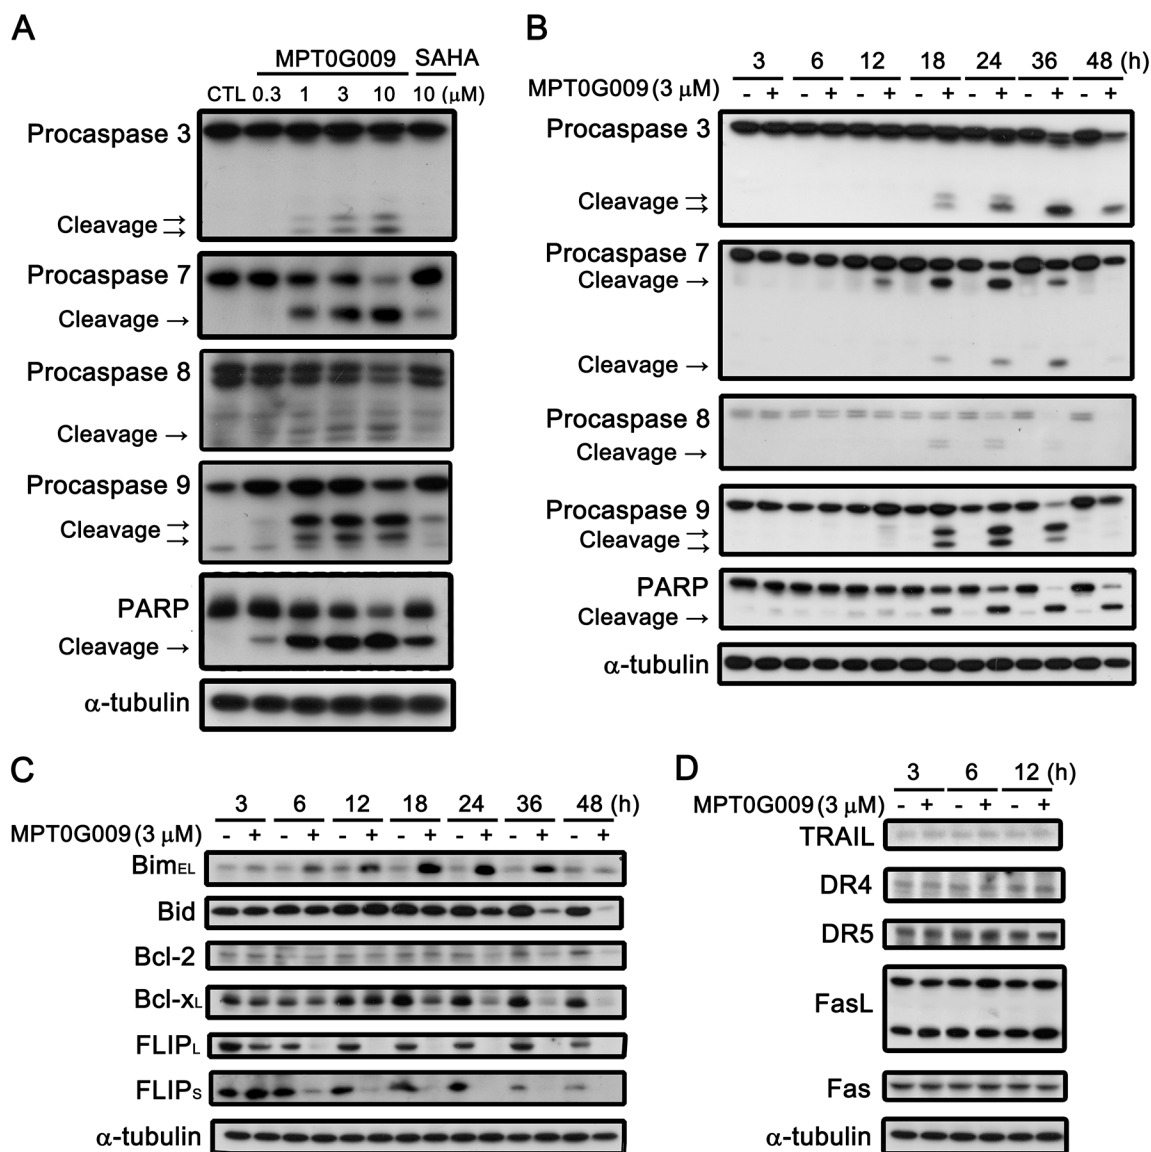 A
MPT0G009 SAHA
CTL 0.3 1 3 10 10 (μM)
Procaspase 3
Cleavage →
→
Procaspase 7
Cleavage →
Procaspase 8
Cleavage →
Procaspase 9
Cleavage →
→
PARP
Cleavage →
α-tubulin
B
3 6 12 18 24 36 48 (h)
MPT0G009 (3 μM) - + - + - + - + - + - + - +
Procaspase 3
Cleavage →
→
Procaspase 7
Cleavage →
Cleavage →
Procaspase 8
Cleavage →
Procaspase 9
Cleavage →
→
PARP
Cleavage →
α-tubulin
C
3 6 12 18 24 36 48 (h)
MPT0G009 (3 μM) - + - + - + - + - + - + - +
BimEL
Bid
Bcl-2
Bcl-xL
FLIPL
FLIPS
α-tubulin
D
3 6 12 (h)
MPT0G009 (3 μM) - + - + - +
TRAIL
DR4
DR5
FasL
Fas
α-tubulin